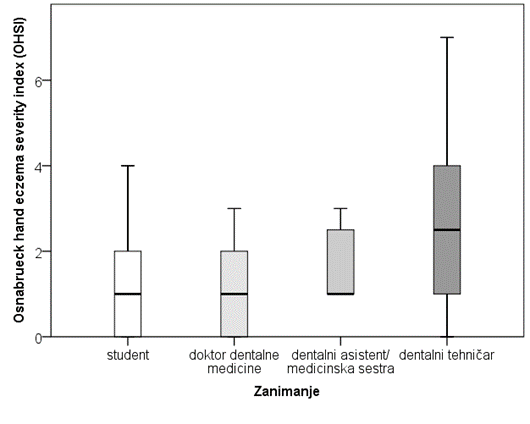 Osnabrueck hand eczema severity index (OHSI)
6
4
2
0
student
doktor dentalne
medicine
dentalni asistent/
medicinska sestra
dentalni tehničar
Zanimanje